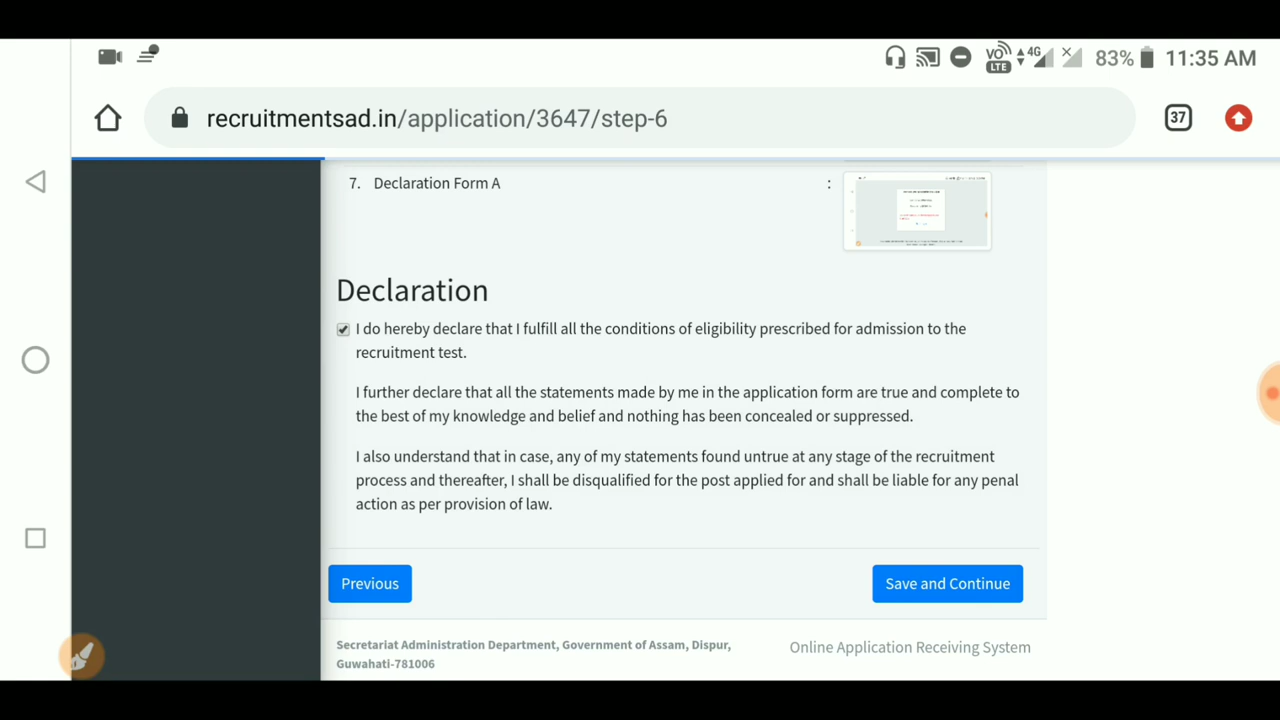 VO
LTE
4G
83%
11:35 AM
recruitmentsad.in/application/3647/step-6
37
7. Declaration Form A :
Declaration
I do hereby declare that I fulfill all the conditions of eligibility prescribed for admission to the
recruitment test.
I further declare that all the statements made by me in the application form are true and complete to
the best of my knowledge and belief and nothing has been concealed or suppressed.
I also understand that in case, any of my statements found untrue at any stage of the recruitment
process and thereafter, I shall be disqualified for the post applied for and shall be liable for any penal
action as per provision of law.
Previous
Save and Continue
Secretariat Administration Department, Government of Assam, Dispur,
Guwahati-781006
Online Application Receiving System